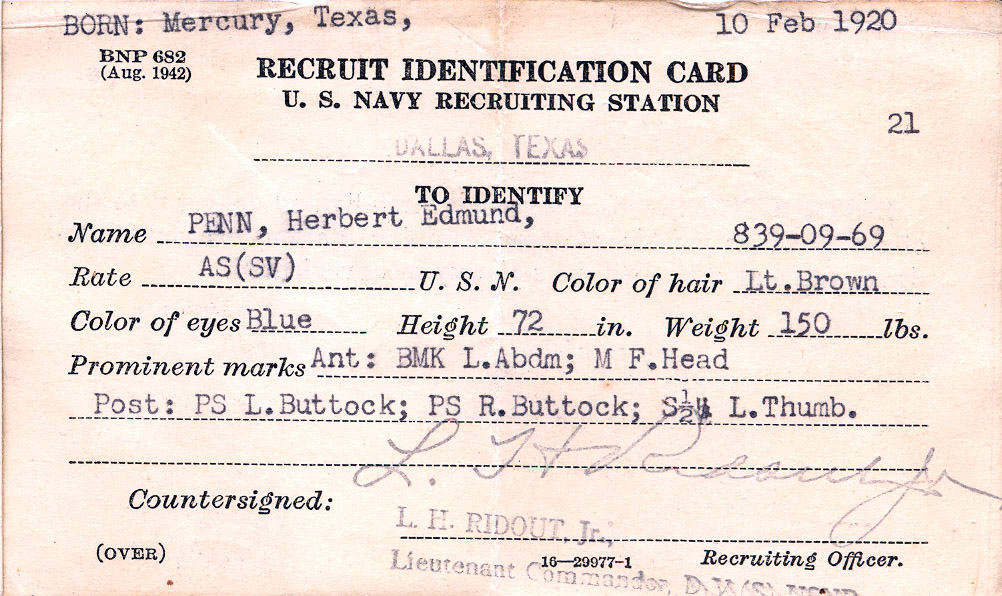 BORN: Mercury, Texas, 10 Feb 1920
BNP 682
(Aug. 1942)
RECRUIT IDENTIFICATION CARD
U. S. NAVY RECRUITING STATION
21
DALLAS, TEXAS
TO IDENTIFY
Name PENN, Herbert Edmund, 839-09-69
Rate AS(SV) U. S. N. Color of hair Lt.Brown
Color of eyes Blue Height 72 in. Weight 150 lbs.
Prominent marks Ant: BMK L.Abdm; M F.Head
Post: PS L.Buttock; PS R.Buttock; S½" L.Thumb.
L. H. Ridout Jr.
Countersigned:
L. H. RIDOUT, Jr.,
(OVER) 16—29977-1 Recruiting Officer.
Lieutenant Commander,